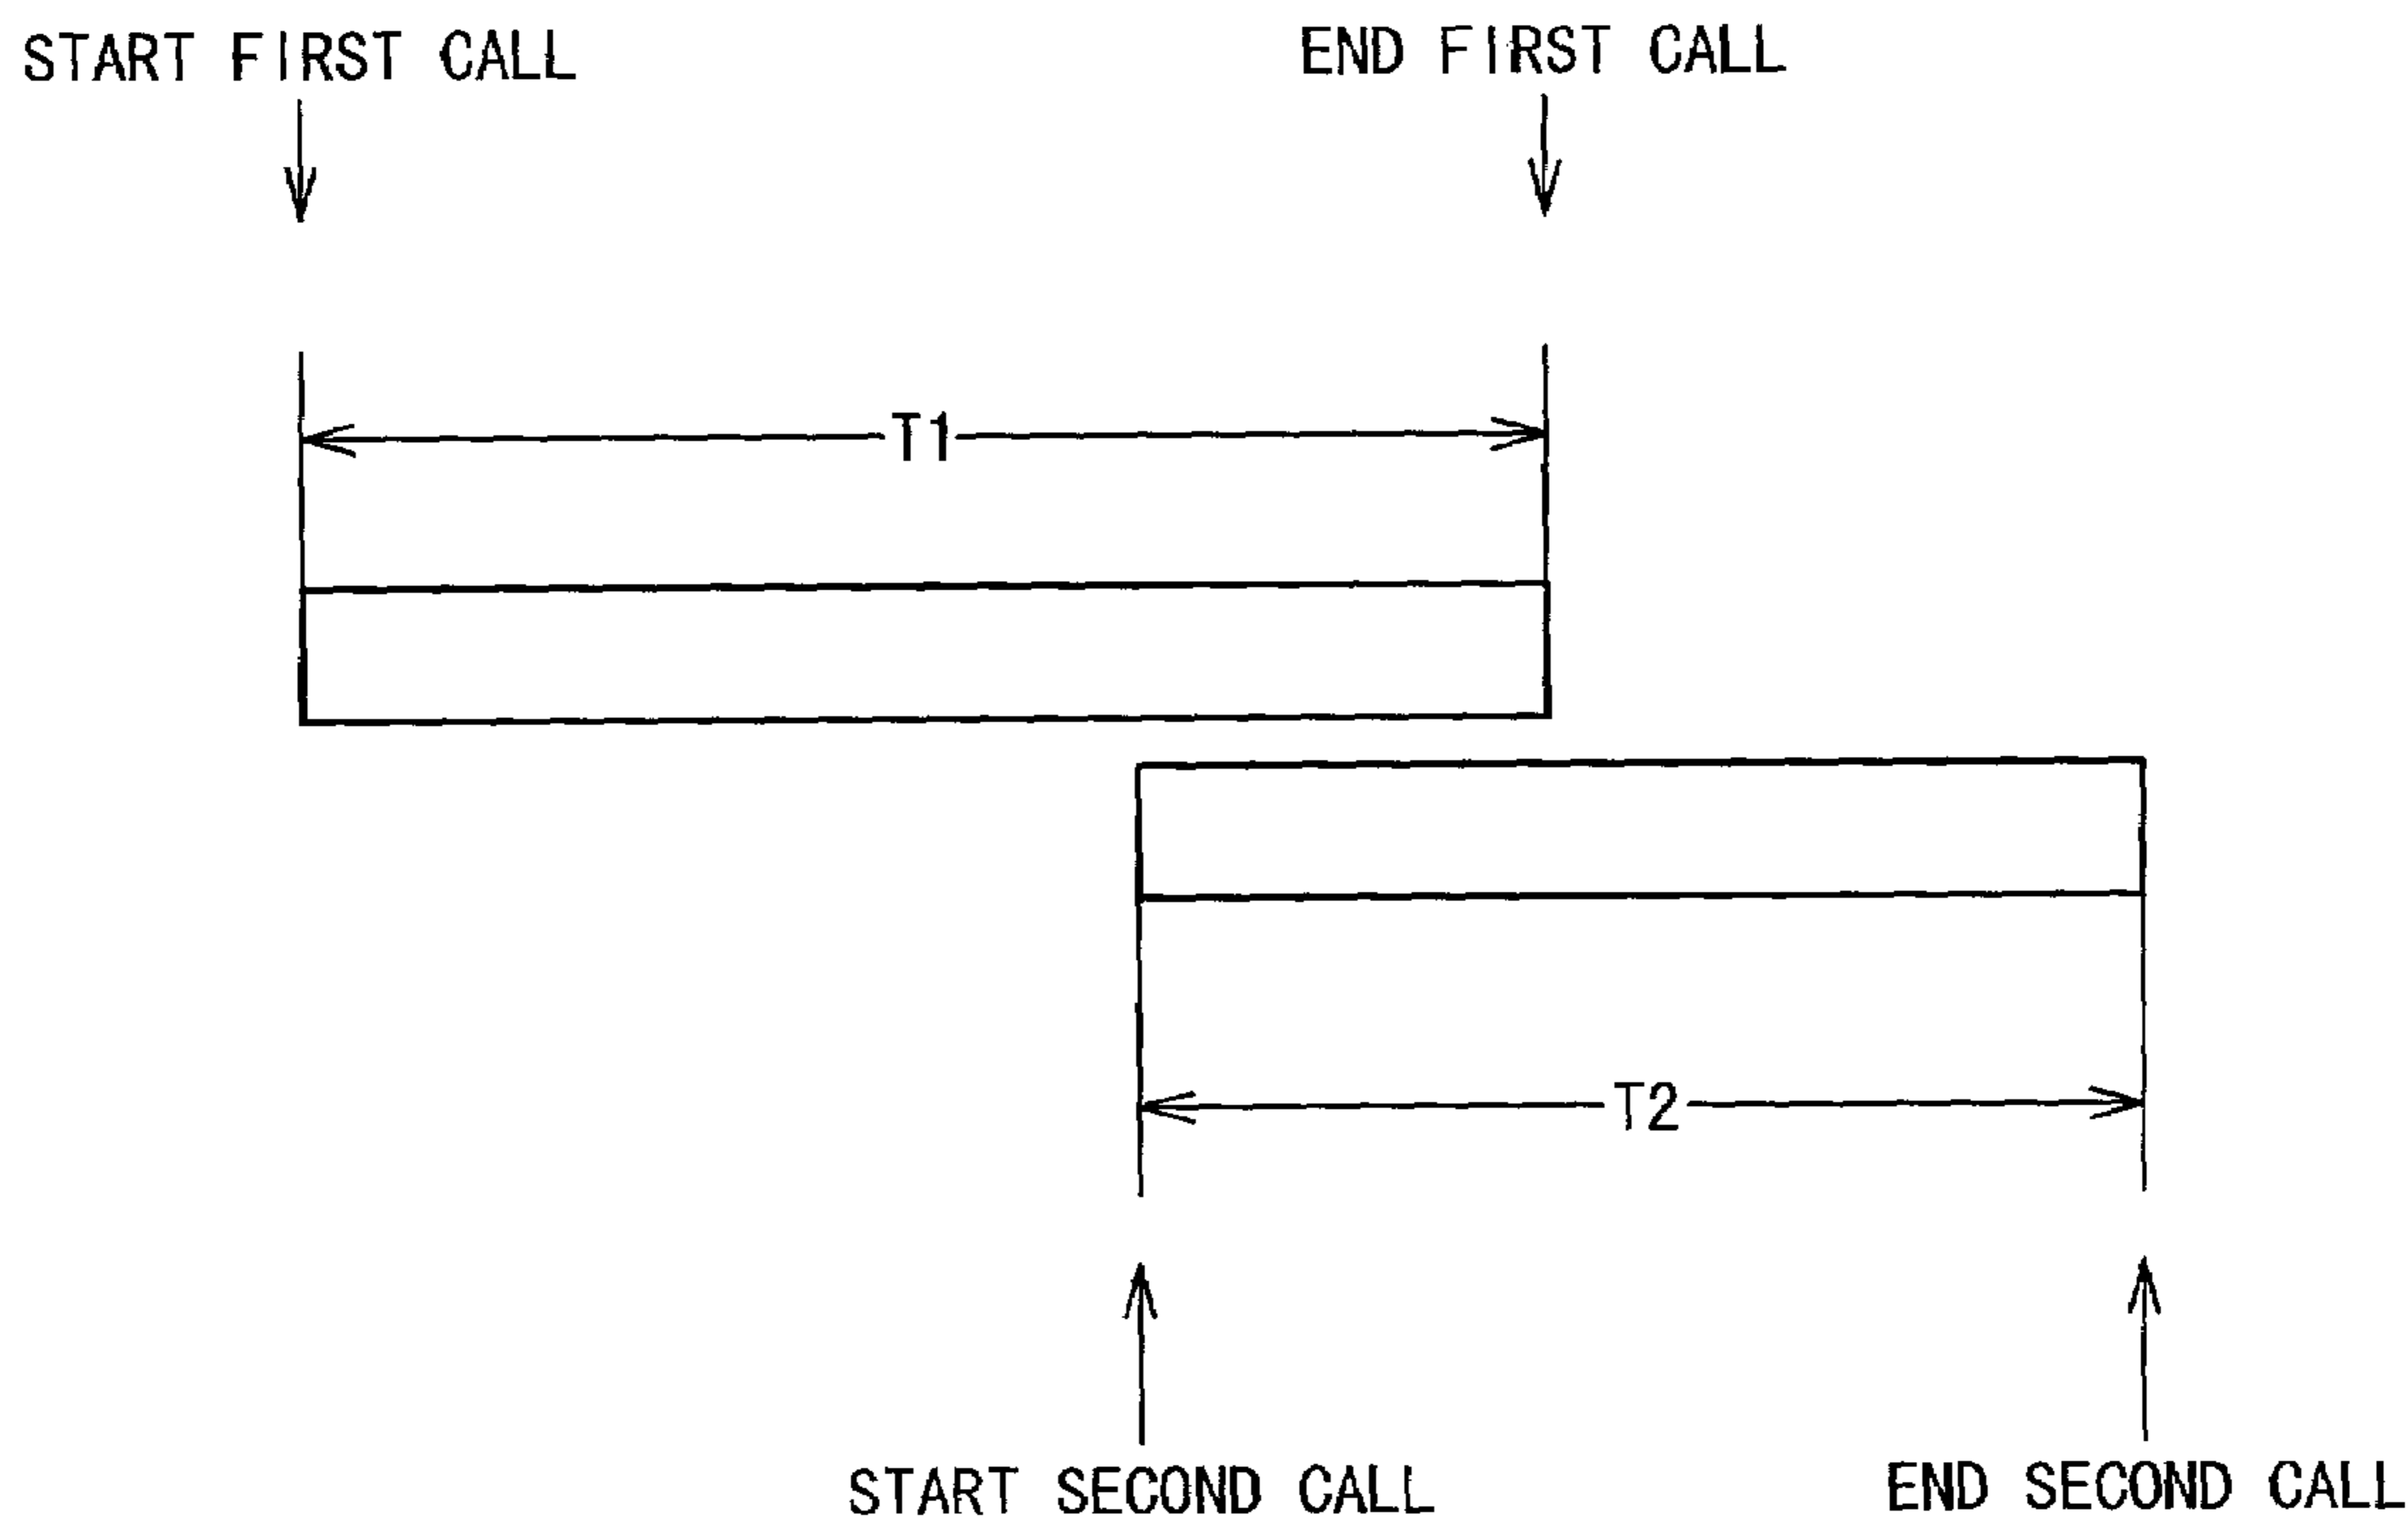 START FIRST CALL
END FIRST CALL
T1
T2
START SECOND CALL
END SECOND CALL